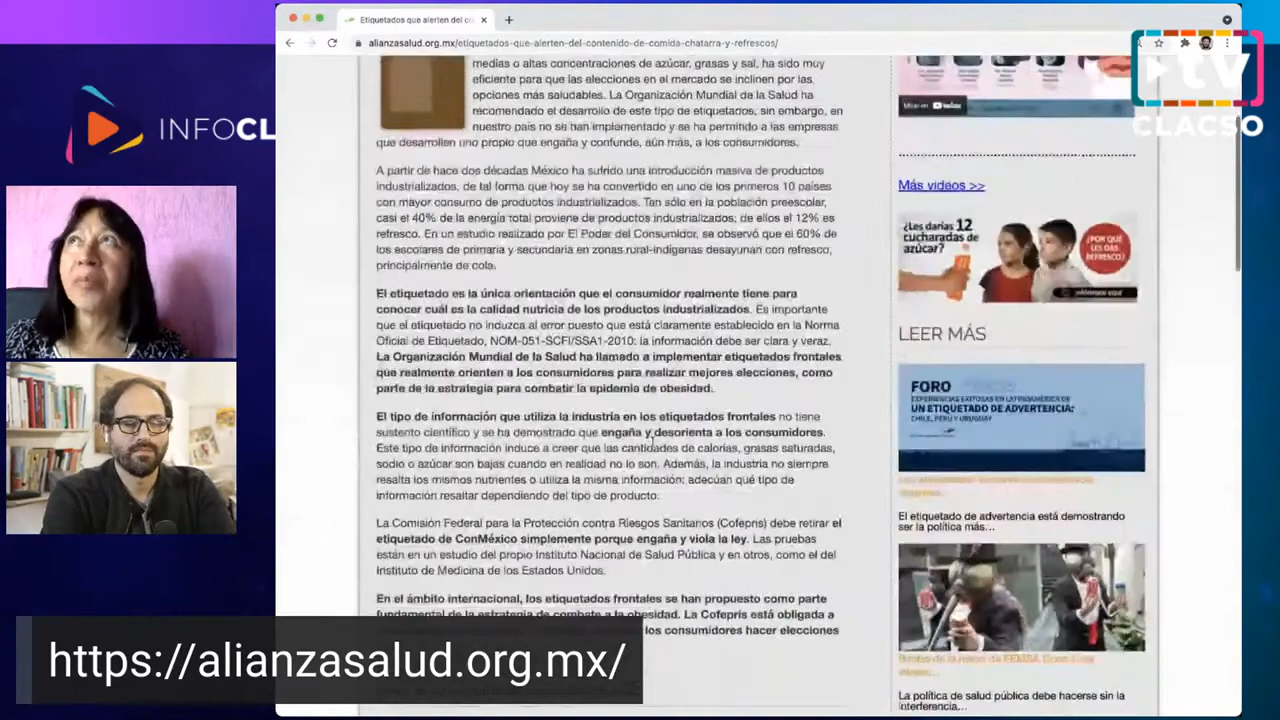 Etiquetados que alerten del co
alianzasalud.org.mx/etiquetados-que-alerten-del-contenido-de-comida-chatarra-y-refrescos/
tv
CLACSO
INFOCL
medias o altas concentraciones de azúcar, grasas y sal, ha sido muy
eficiente para que las elecciones en el mercado se inclinen por las
opciones más saludables. La Organización Mundial de la Salud ha
recomendado el desarrollo de este tipo de etiquetados, sin embargo, en
nuestro país no se han implementado y se ha permitido a las empresas
que desarrollen uno propio que engaña y confunde, aún más, a los consumidores.
A partir de hace dos décadas México ha sufrido una introducción masiva de productos
industrializados, de tal forma que hoy se ha convertido en uno de los primeros 10 países
con mayor consumo de productos industrializados. Tan sólo en la población preescolar,
casi el 40% de la energía total proviene de productos industrializados; de ellos el 12% es
refresco. En un estudio realizado por El Poder del Consumidor, se observó que el 60% de
los escolares de primaria y secundaria en zonas rural-indígenas desayunan con refresco,
principalmente de cola.
El etiquetado es la única orientación que el consumidor realmente tiene para
conocer cuál es la calidad nutricia de los productos industrializados. Es importante
que el etiquetado no induzca al error puesto que está claramente establecido en la Norma
Oficial de Etiquetado, NOM-051-SCFI/SSA1-2010: la información debe ser clara y veraz.
La Organización Mundial de la Salud ha llamado a implementar etiquetados frontales
que realmente orienten a los consumidores para realizar mejores elecciones, como
parte de la estrategia para combatir la epidemia de obesidad.
El tipo de información que utiliza la industria en los etiquetados frontales no tiene
sustento científico y se ha demostrado que engaña y desorienta a los consumidores.
Este tipo de información induce a creer que las cantidades de calorías, grasas saturadas,
sodio o azúcar son bajas cuando en realidad no lo son. Además, la industria no siempre
resalta los mismos nutrientes o utiliza la misma información: adecúan qué tipo de
información resaltar dependiendo del tipo de producto.
La Comisión Federal para la Protección contra Riesgos Sanitarios (Cofepris) debe retirar el
etiquetado de ConMéxico simplemente porque engaña y viola la ley. Las pruebas
están en un estudio del propio Instituto Nacional de Salud Pública y en otros, como el del
Instituto de Medicina de los Estados Unidos.
En el ámbito internacional, los etiquetados frontales se han propuesto como parte
fundamental de la estrategia de combate a la obesidad. La Cofepris está obligada a
los consumidores hacer elecciones
YouTube
Más videos >>
¿Les darías 12
cucharadas de
azúcar?
¿POR QUÉ
LES DAS
REFRESCO?
LEER MÁS
FORO
EXPERIENCIAS EXITOSAS EN LATINOAMÉRICA DE
UN ETIQUETADO DE ADVERTENCIA:
CHILE, PERÚ Y URUGUAY
El etiquetado de advertencia está demostrando
ser la política más…
La política de salud pública debe hacerse sin la
interferencia…
https://alianzasalud.org.mx/